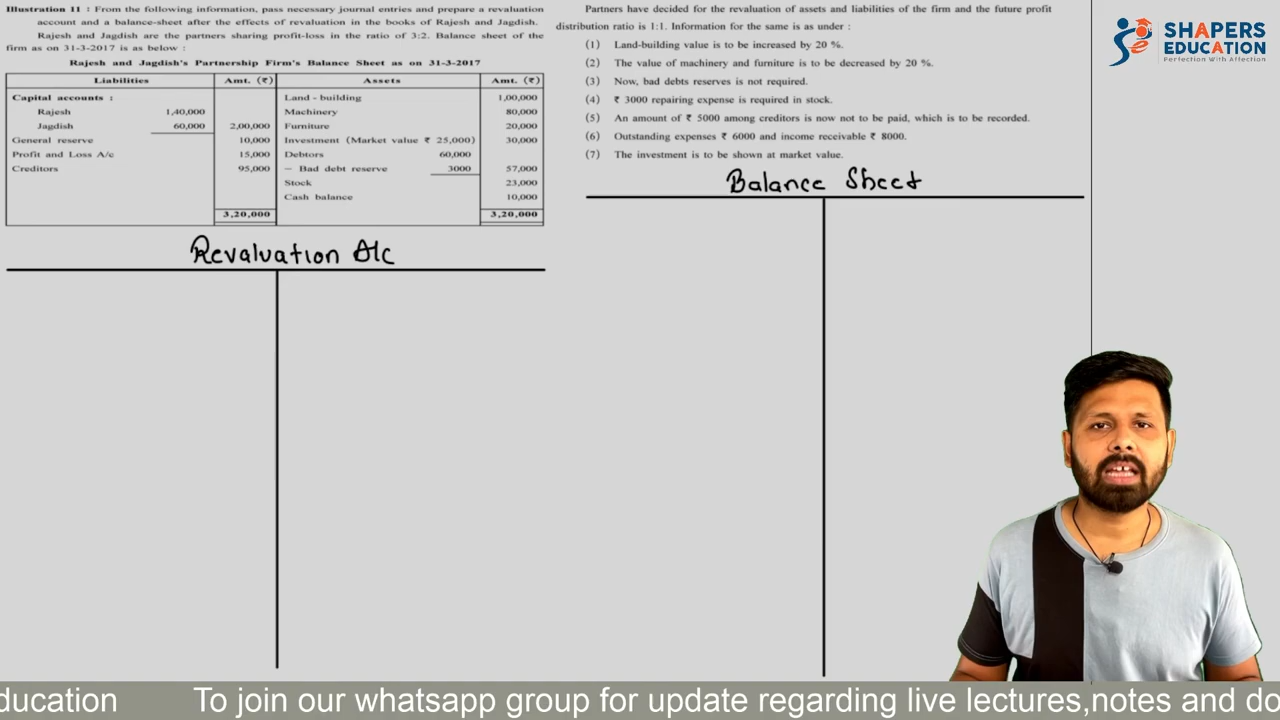 Illustration 11 : From the following information, pass necessary journal entries and prepare a revaluation
account and a balance-sheet after the effects of revaluation in the books of Rajesh and Jagdish.
Rajesh and Jagdish are the partners sharing profit-loss in the ratio of 3:2. Balance sheet of the
firm as on 31-3-2017 is as below :
Rajesh and Jagdish's Partnership Firm's Balance Sheet as on 31-3-2017
Liabilities Amt. (₹) Assets Amt. (₹)
Capital accounts : Land - building 1,00,000
Rajesh 1,40,000 Machinery 80,000
Jagdish 60,000 2,00,000 Furniture 20,000
General reserve 10,000 Investment (Market value ₹ 25,000) 30,000
Profit and Loss A/c 15,000 Debtors 60,000
Creditors 95,000 – Bad debt reserve 3000 57,000
Stock 23,000
Cash balance 10,000
3,20,000 3,20,000
Revaluation A/c
Partners have decided for the revaluation of assets and liabilities of the firm and the future profit
distribution ratio is 1:1. Information for the same is as under :
(1) Land-building value is to be increased by 20 %.
(2) The value of machinery and furniture is to be decreased by 20 %.
(3) Now, bad debts reserves is not required.
(4) ₹ 3000 repairing expense is required in stock.
(5) An amount of ₹ 5000 among creditors is now not to be paid, which is to be recorded.
(6) Outstanding expenses ₹ 6000 and income receivable ₹ 8000.
(7) The investment is to be shown at market value.
Balance Sheet
SHAPERS
EDUCATION
Perfection With Affection
ducation To join our whatsapp group for update regarding live lectures,notes and do